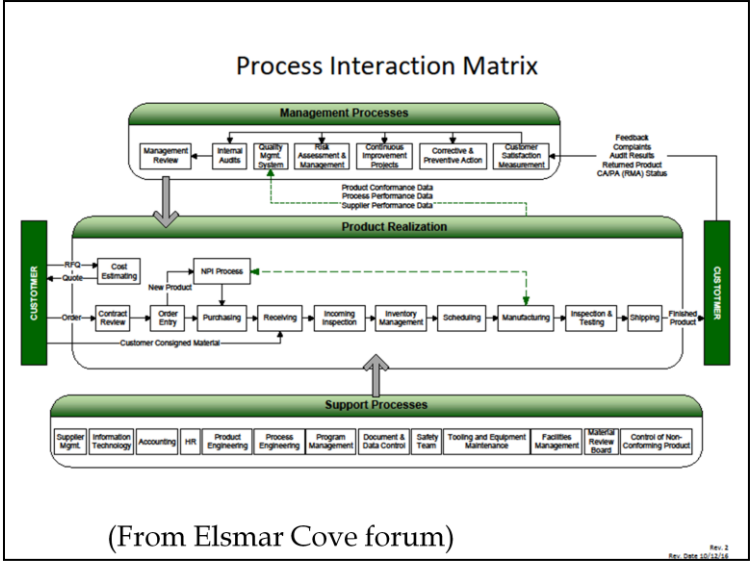 Process Interaction Matrix
Management Processes
Management
Review
Internal
Audits
Quality
Mgmt.
System
Risk
Assessment &
Management
Continuous
Improvement
Projects
Corrective &
Preventive Action
Customer
Satisfaction
Measurement
Feedback
Complaints
Audit Results
Returned Product
CA/PA (RMA) Status
Product Conformance Data
Process Performance Data
Supplier Performance Data
Product Realization
CUSTOTMER
RFQ
Quote
Cost
Estimating
NPI Process
New Product
Order
Contract
Review
Order
Entry
Purchasing
Receiving
Incoming
Inspection
Inventory
Management
Scheduling
Manufacturing
Inspection &
Testing
Shipping
Finished
Product
CUSTOTMER
Customer Consigned Material
Support Processes
Supplier
Mgmt.
Information
Technology
Accounting
HR
Product
Engineering
Process
Engineering
Program
Management
Document &
Data Control
Safety
Team
Tooling and Equipment
Maintenance
Facilities
Management
Material
Review
Board
Control of Non-
Conforming Product
(From Elsmar Cove forum)
Rev. 2
Rev. Date 10/12/16